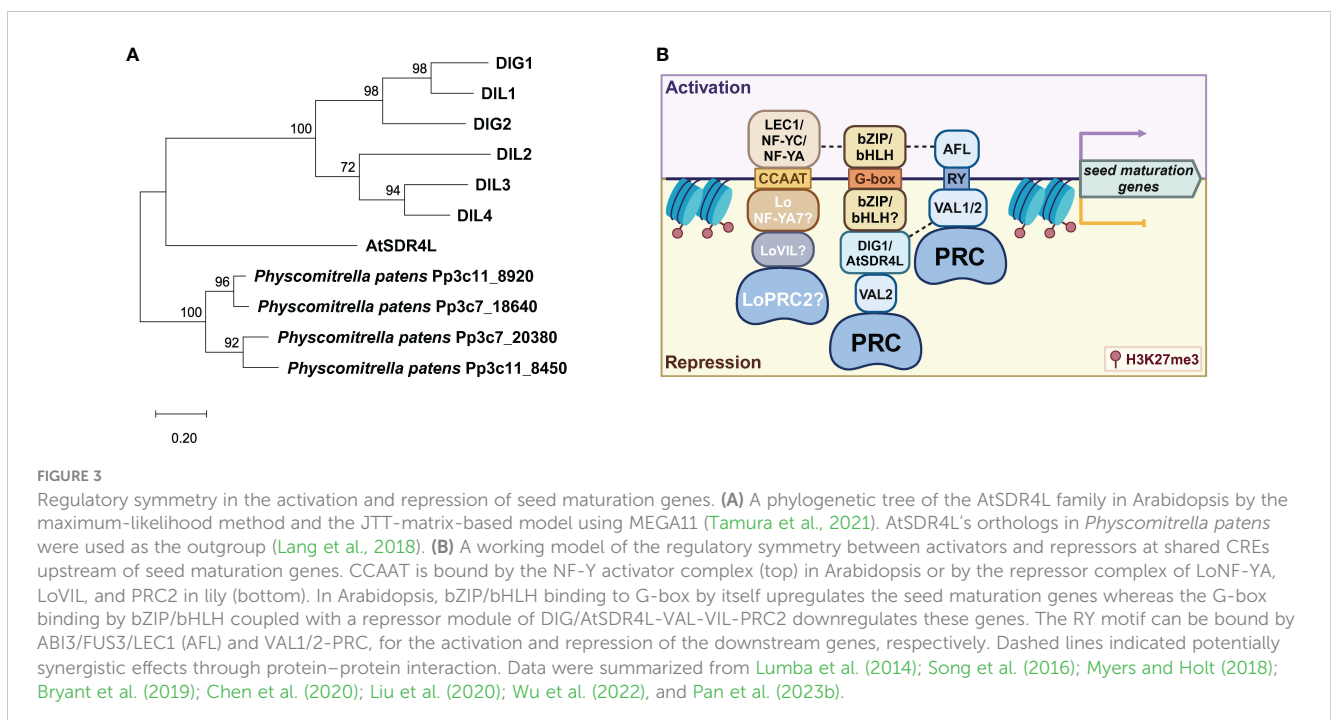 A
DIG1
98
DIL1
98
DIG2
100
DIL2
72
DIL3
94
DIL4
AtSDR4L
Physcomitrella patens Pp3c11_8920
96
Physcomitrella patens Pp3c7_18640
100
Physcomitrella patens Pp3c7_20380
92
Physcomitrella patens Pp3c11_8450
0.20
B
Activation
LEC1/
NF-YC/
NF-YA
bZIP/
bHLH
AFL
CCAAT
G-box
RY
seed maturation
genes
Lo
NF-YA7?
bZIP/
bHLH?
VAL1/2
LoVIL?
DIG1/
AtSDR4L
PRC
LoPRC2?
VAL2
PRC
Repression
H3K27me3
FIGURE 3
Regulatory symmetry in the activation and repression of seed maturation genes. (A) A phylogenetic tree of the AtSDR4L family in Arabidopsis by the
maximum-likelihood method and the JTT-matrix-based model using MEGA11 (Tamura et al., 2021). AtSDR4L's orthologs in Physcomitrella patens
were used as the outgroup (Lang et al., 2018). (B) A working model of the regulatory symmetry between activators and repressors at shared CREs
upstream of seed maturation genes. CCAAT is bound by the NF-Y activator complex (top) in Arabidopsis or by the repressor complex of LoNF-YA,
LoVIL, and PRC2 in lily (bottom). In Arabidopsis, bZIP/bHLH binding to G-box by itself upregulates the seed maturation genes whereas the G-box
binding by bZIP/bHLH coupled with a repressor module of DIG/AtSDR4L-VAL-VIL-PRC2 downregulates these genes. The RY motif can be bound by
ABI3/FUS3/LEC1 (AFL) and VAL1/2-PRC, for the activation and repression of the downstream genes, respectively. Dashed lines indicated potentially
synergistic effects through protein–protein interaction. Data were summarized from Lumba et al. (2014); Song et al. (2016); Myers and Holt (2018);
Bryant et al. (2019); Chen et al. (2020); Liu et al. (2020); Wu et al. (2022), and Pan et al. (2023b).